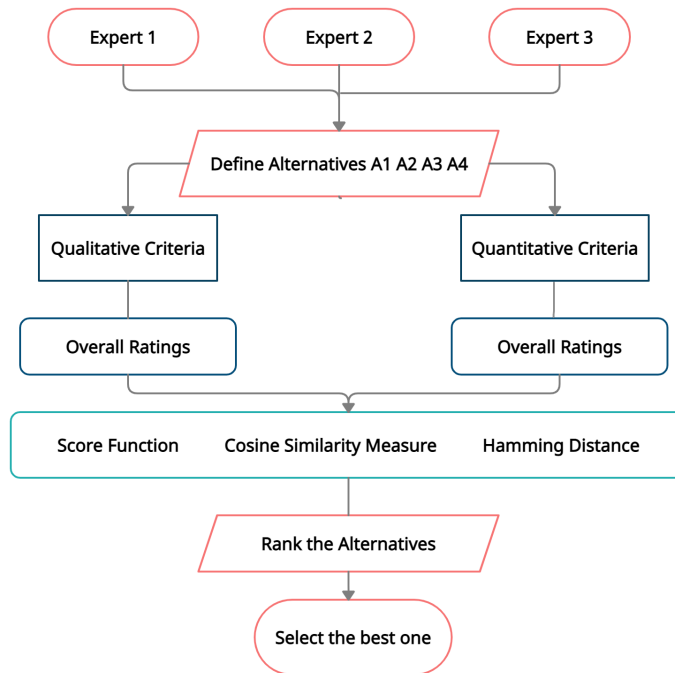 Expert 1
Expert 2
Expert 3
Define Alternatives A1 A2 A3 A4
Qualitative Criteria
Quantitative Criteria
Overall Ratings
Overall Ratings
Score Function
Cosine Similarity Measure
Hamming Distance
Rank the Alternatives
Select the best one